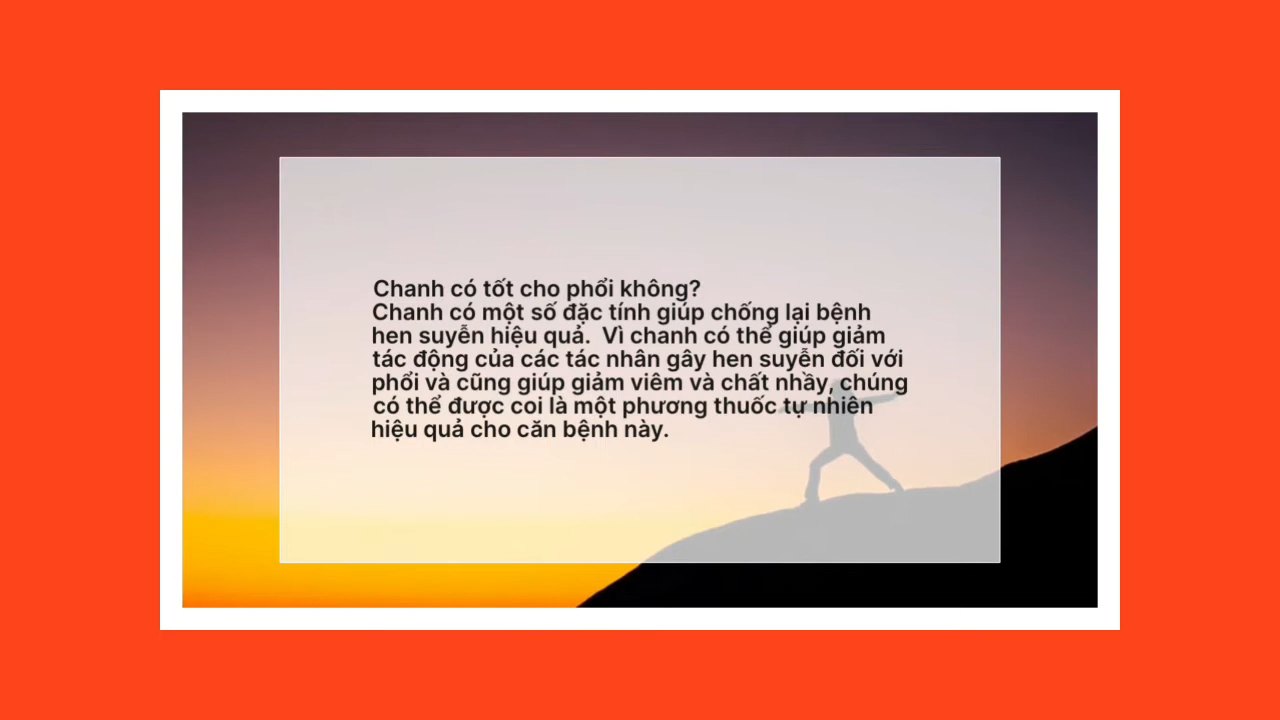 Chanh có tốt cho phổi không?
Chanh có một số đặc tính giúp chống lại bệnh
hen suyễn hiệu quả.  Vì chanh có thể giúp giảm
tác động của các tác nhân gây hen suyễn đối với
phổi và cũng giúp giảm viêm và chất nhầy, chúng
có thể được coi là một phương thuốc tự nhiên
hiệu quả cho căn bệnh này.